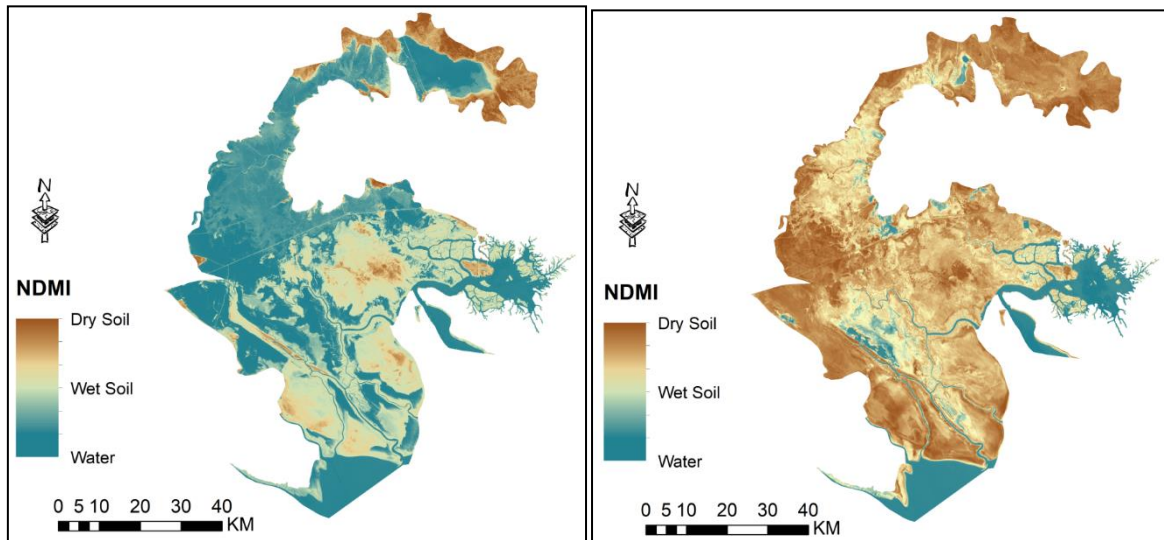 N
NDMI
Dry Soil
Wet Soil
Water
0 5 10 20 30 40
KM
N
NDMI
Dry Soil
Wet Soil
Water
0 5 10 20 30 40
KM